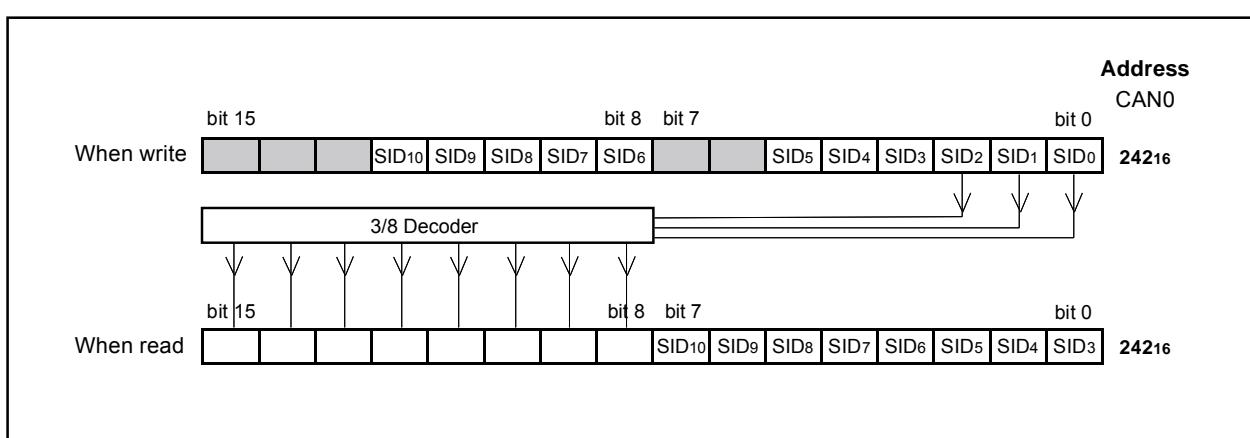 Address
CAN0
bit 15 bit 8 bit 7 bit 0
When write SID10 SID9 SID8 SID7 SID6 SID5 SID4 SID3 SID2 SID1 SID0 24216
3/8 Decoder
bit 15 bit 8 bit 7 bit 0
When read SID10 SID9 SID8 SID7 SID6 SID5 SID4 SID3 24216